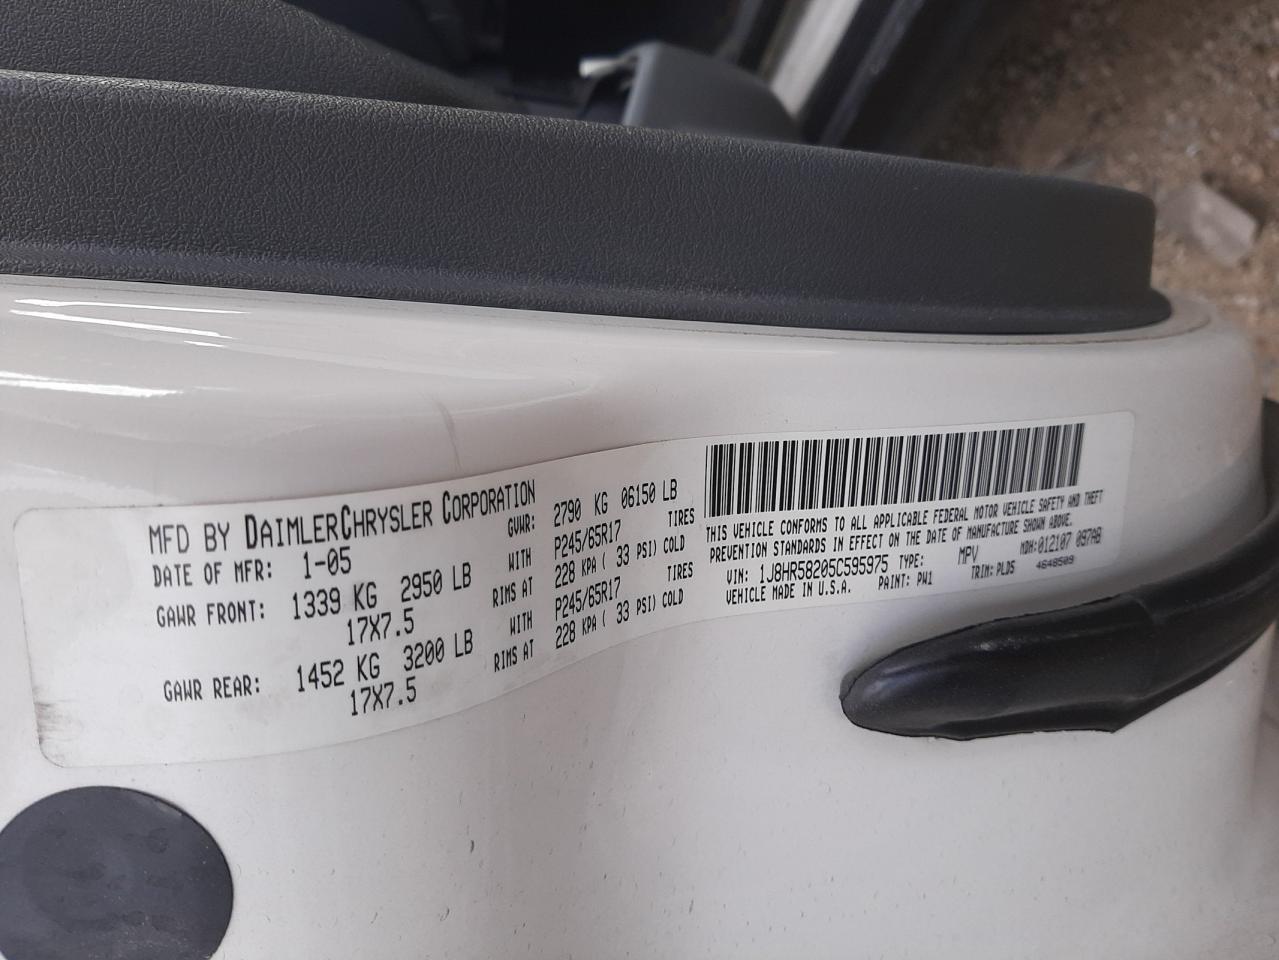 MFD BY DAIMLERCHRYSLER CORPORATION
DATE OF MFR: 1-05 GVWR: 2790 KG 06150 LB
GAWR FRONT: 1339 KG 2950 LB WITH P245/65R17 TIRES
17X7.5 RIMS AT 228 KPA ( 33 PSI) COLD
GAWR REAR: 1452 KG 3200 LB WITH P245/65R17 TIRES
17X7.5 RIMS AT 228 KPA ( 33 PSI) COLD
THIS VEHICLE CONFORMS TO ALL APPLICABLE FEDERAL MOTOR VEHICLE SAFETY AND THEFT
PREVENTION STANDARDS IN EFFECT ON THE DATE OF MANUFACTURE SHOWN ABOVE.
VIN: 1J8HR58205C595975 TYPE: MPV MDH:012107 097AB
VEHICLE MADE IN U.S.A. PAINT: PW1 TRIM: PLDS 4648509